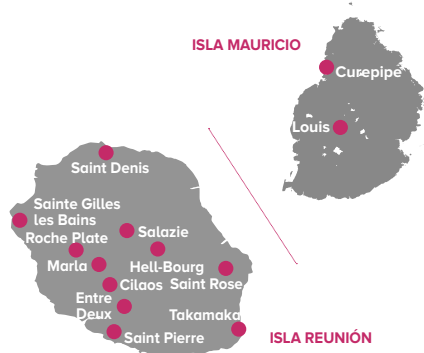 ISLA MAURICIO
Curepipe
Louis
Saint Denis
Sainte Gilles
les Bains
Salazie
Roche Plate
Marla
Hell-Bourg
Cilaos
Saint Rose
Entre
Deux
Takamaka
Saint Pierre
ISLA REUNIÓN